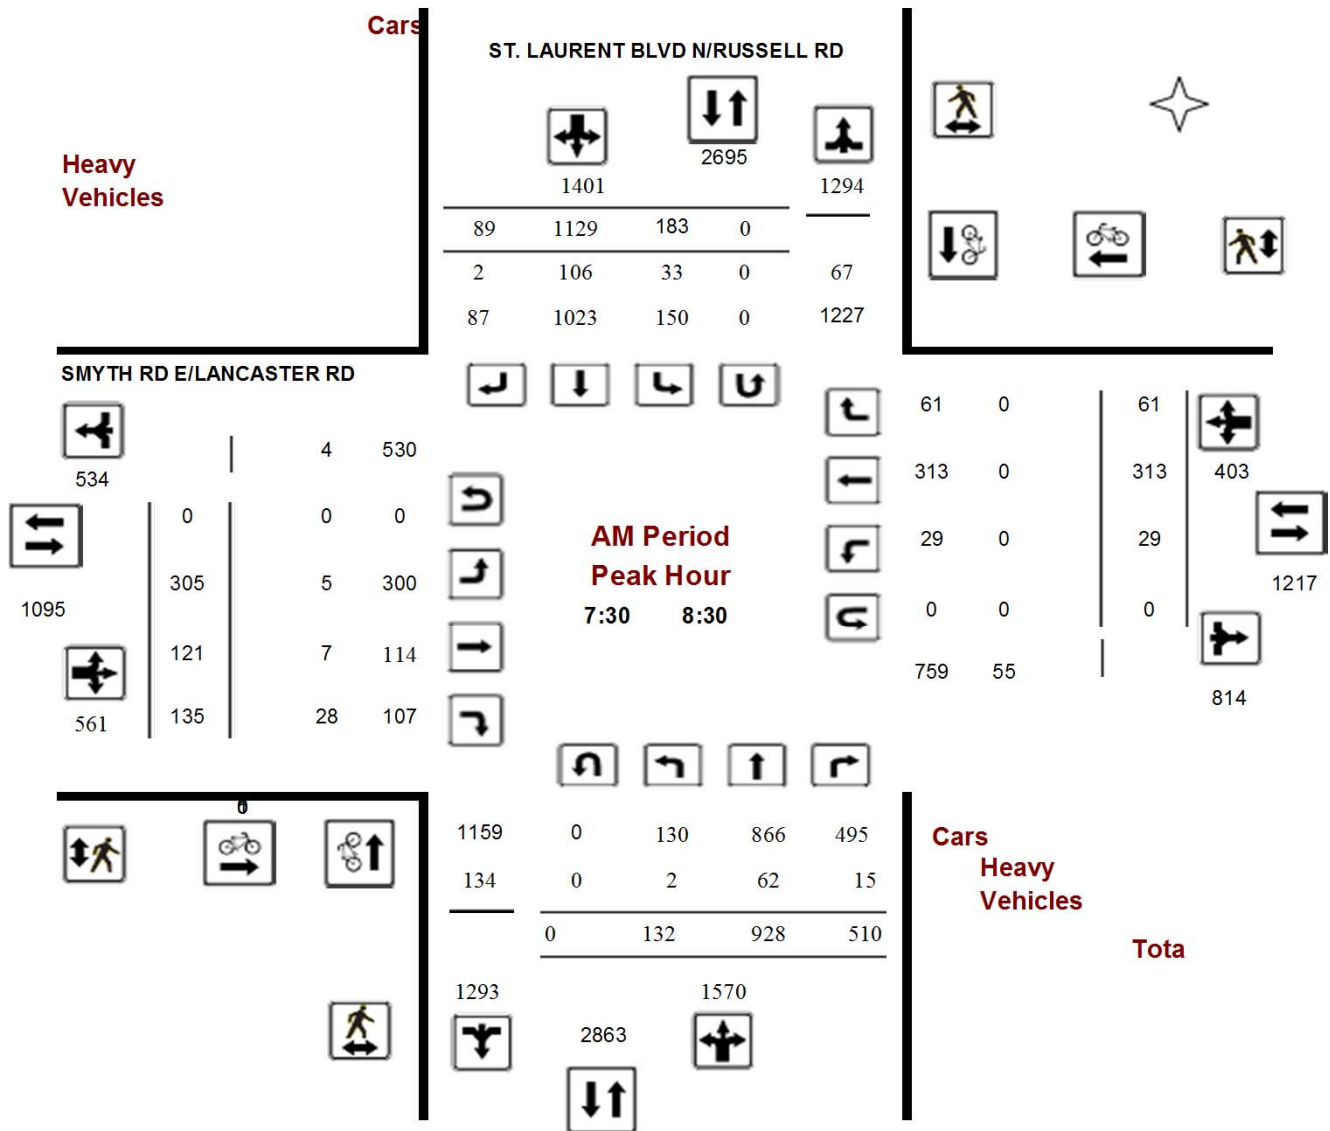 Cars
ST. LAURENT BLVD N/RUSSELL RD
2695
Heavy
Vehicles
1401 1294
89 1129 183 0
2 106 33 0 67
87 1023 150 0 1227
SMYTH RD E/LANCASTER RD
61 0 61
4 530
534
313 0 313 403
0 0 0
AM Period
29 0 29
Peak Hour
305 5 300
1217
1095
7:30 8:30
0 0 0
121 7 114
759 55
814
561 135 28 107
1159 0 130 866 495
Cars
134 0 2 62 15
Heavy
Vehicles
0 132 928 510
Tota
1293 1570
2863